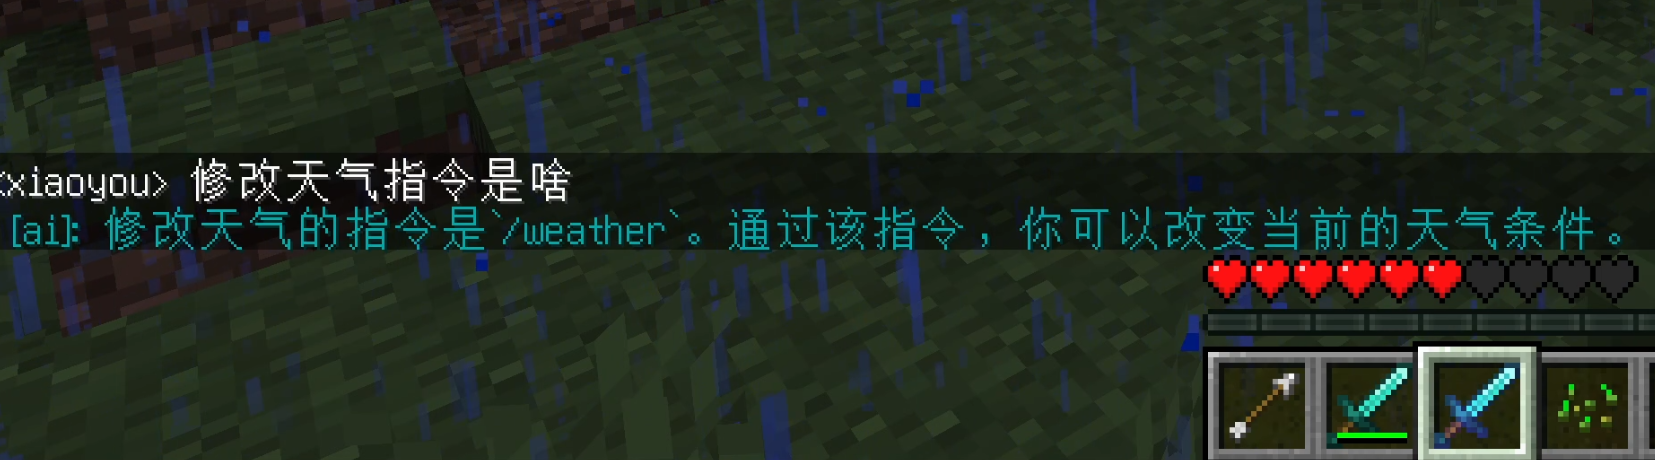 <xiaoyou> 修改天气指令是啥
[ai]: 修改天气的指令是`/weather`。通过该指令，你可以改变当前的天气条件。